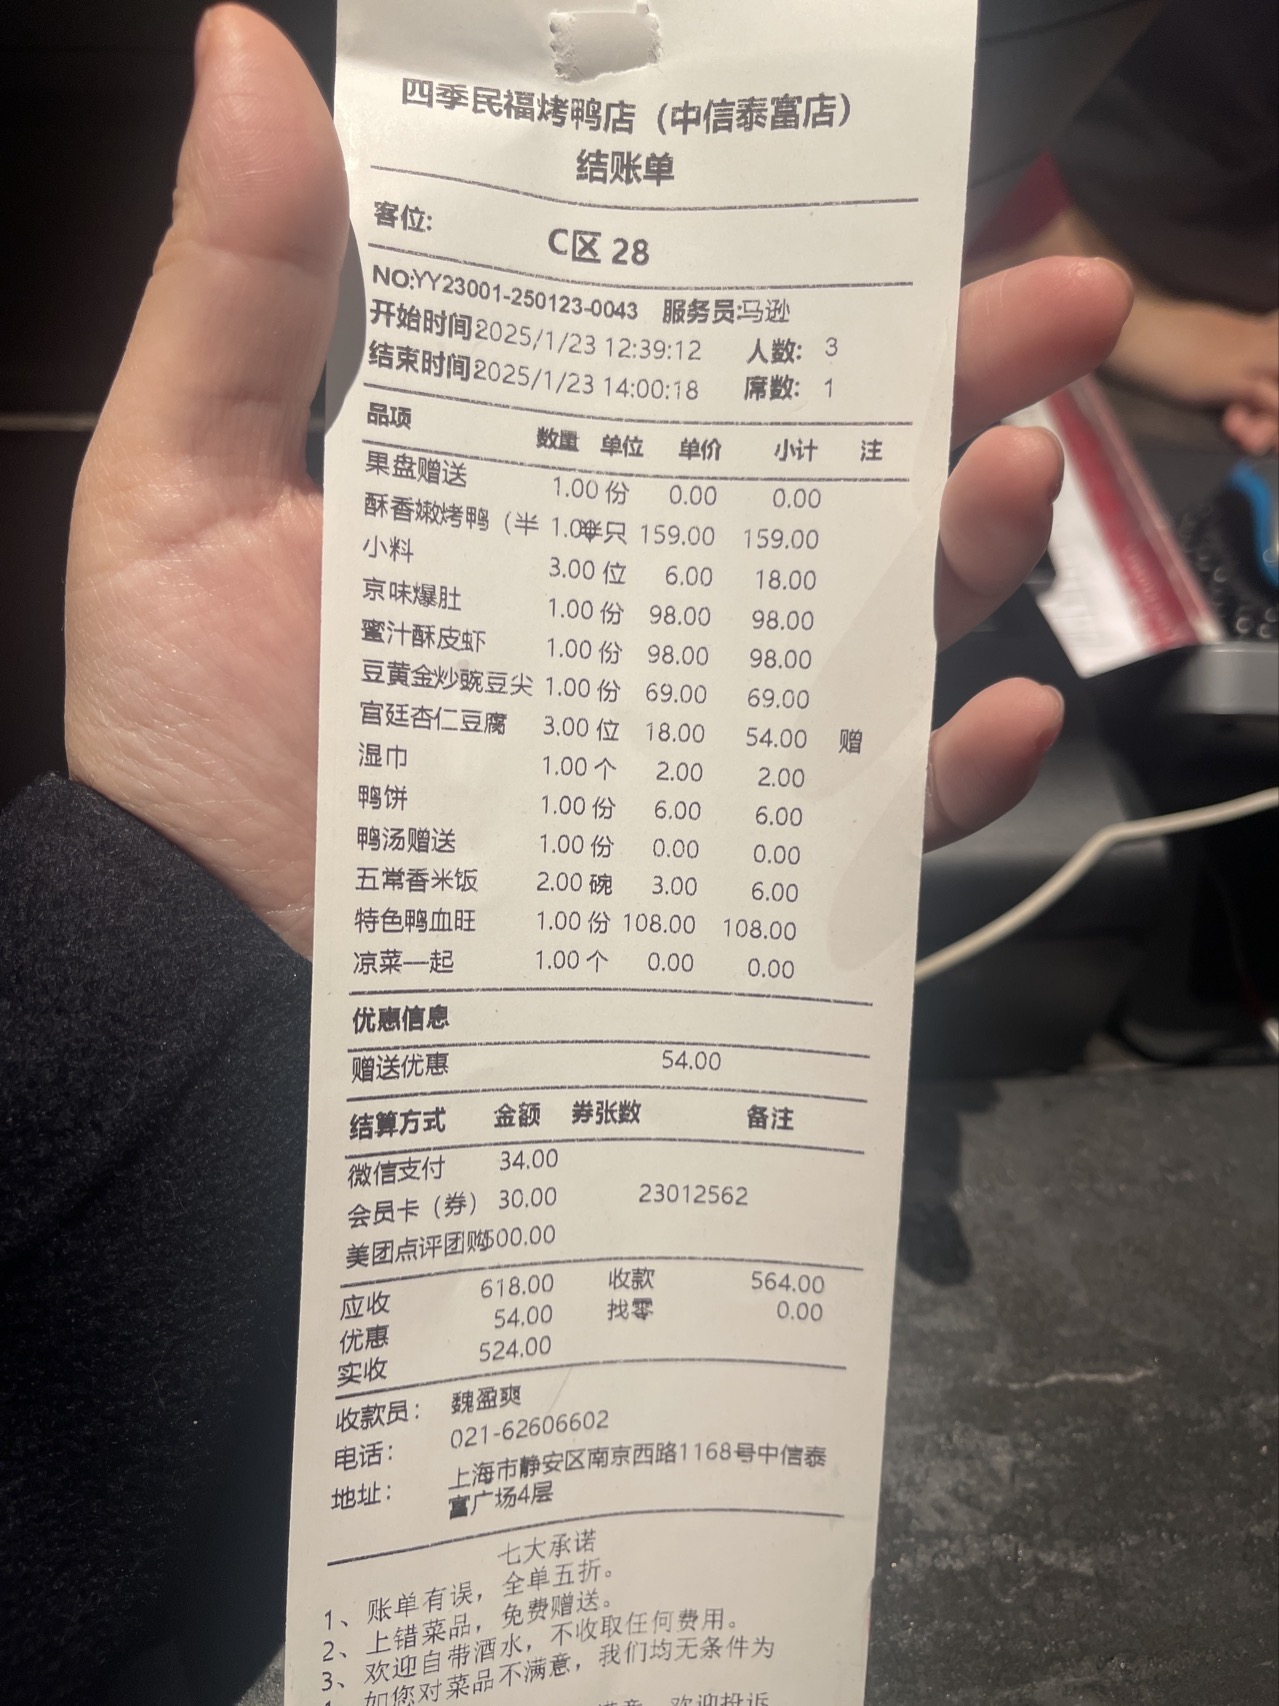 四季民福烤鸭店（中信泰富店）
结账单
客位: C区 28
NO:YY23001-250123-0043 服务员:马逊
开始时间2025/1/23 12:39:12 人数: 3
结束时间2025/1/23 14:00:18 席数: 1
品项 数量 单位 单价 小计 注
果盘赠送 1.00 份 0.00 0.00
酥香嫩烤鸭（半 1.00半只 159.00 159.00
小料 3.00 位 6.00 18.00
京味爆肚 1.00 份 98.00 98.00
蜜汁酥皮虾 1.00 份 98.00 98.00
豆黄金炒豌豆尖 1.00 份 69.00 69.00
宫廷杏仁豆腐 3.00 位 18.00 54.00 赠
湿巾 1.00 个 2.00 2.00
鸭饼 1.00 份 6.00 6.00
鸭汤赠送 1.00 份 0.00 0.00
五常香米饭 2.00 碗 3.00 6.00
特色鸭血旺 1.00 份 108.00 108.00
凉菜一起 1.00 个 0.00 0.00
优惠信息
赠送优惠 54.00
结算方式 金额 券张数 备注
微信支付 34.00
会员卡（券） 30.00 23012562
美团点评团购500.00
应收 618.00 收款 564.00
优惠 54.00 找零 0.00
实收 524.00
收款员: 魏盈爽
电话: 021-62606602
地址: 上海市静安区南京西路1168号中信泰
富广场4层
七大承诺
1、账单有误，全单五折。
2、上错菜品，免费赠送。
3、欢迎自带酒水，不收取任何费用。
如您对菜品不满意，我们均无条件为
满意，欢迎投诉